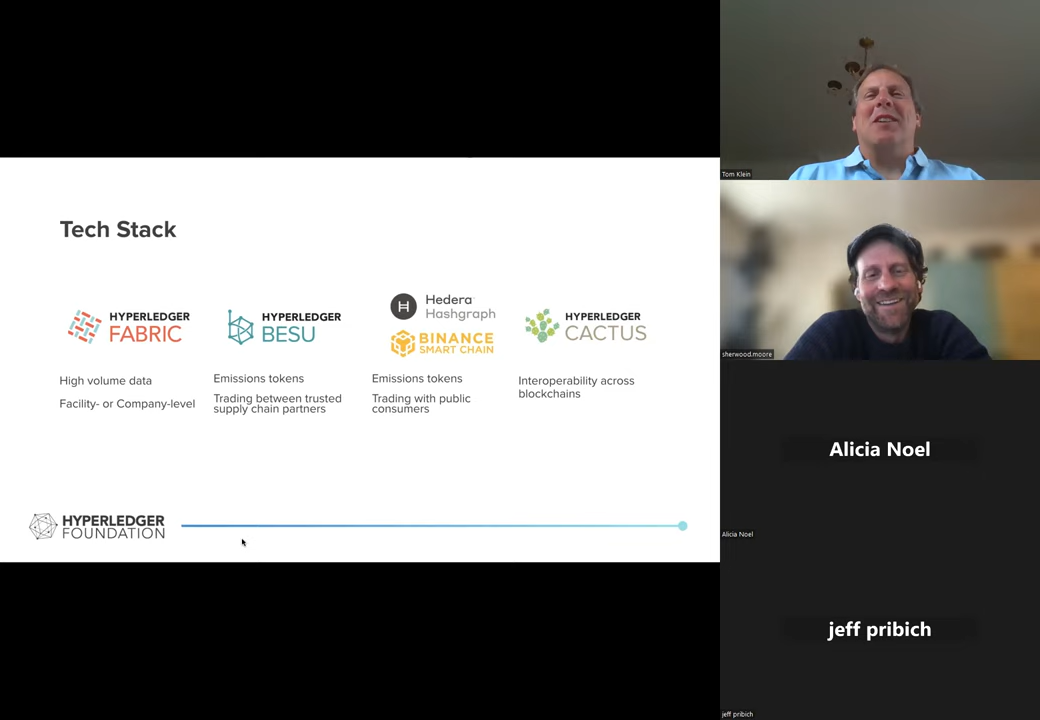 Tech Stack
HYPERLEDGER
FABRIC
High volume data
Facility- or Company-level
HYPERLEDGER
BESU
Emissions tokens
Trading between trusted
supply chain partners
H
Hedera
Hashgraph
BINANCE
SMART CHAIN
Emissions tokens
Trading with public
consumers
HYPERLEDGER
CACTUS
Interoperability across
blockchains
HYPERLEDGER
FOUNDATION
Tom Klein
sherwood.moore
Alicia Noel
Alicia Noel
jeff pribich
jeff pribich